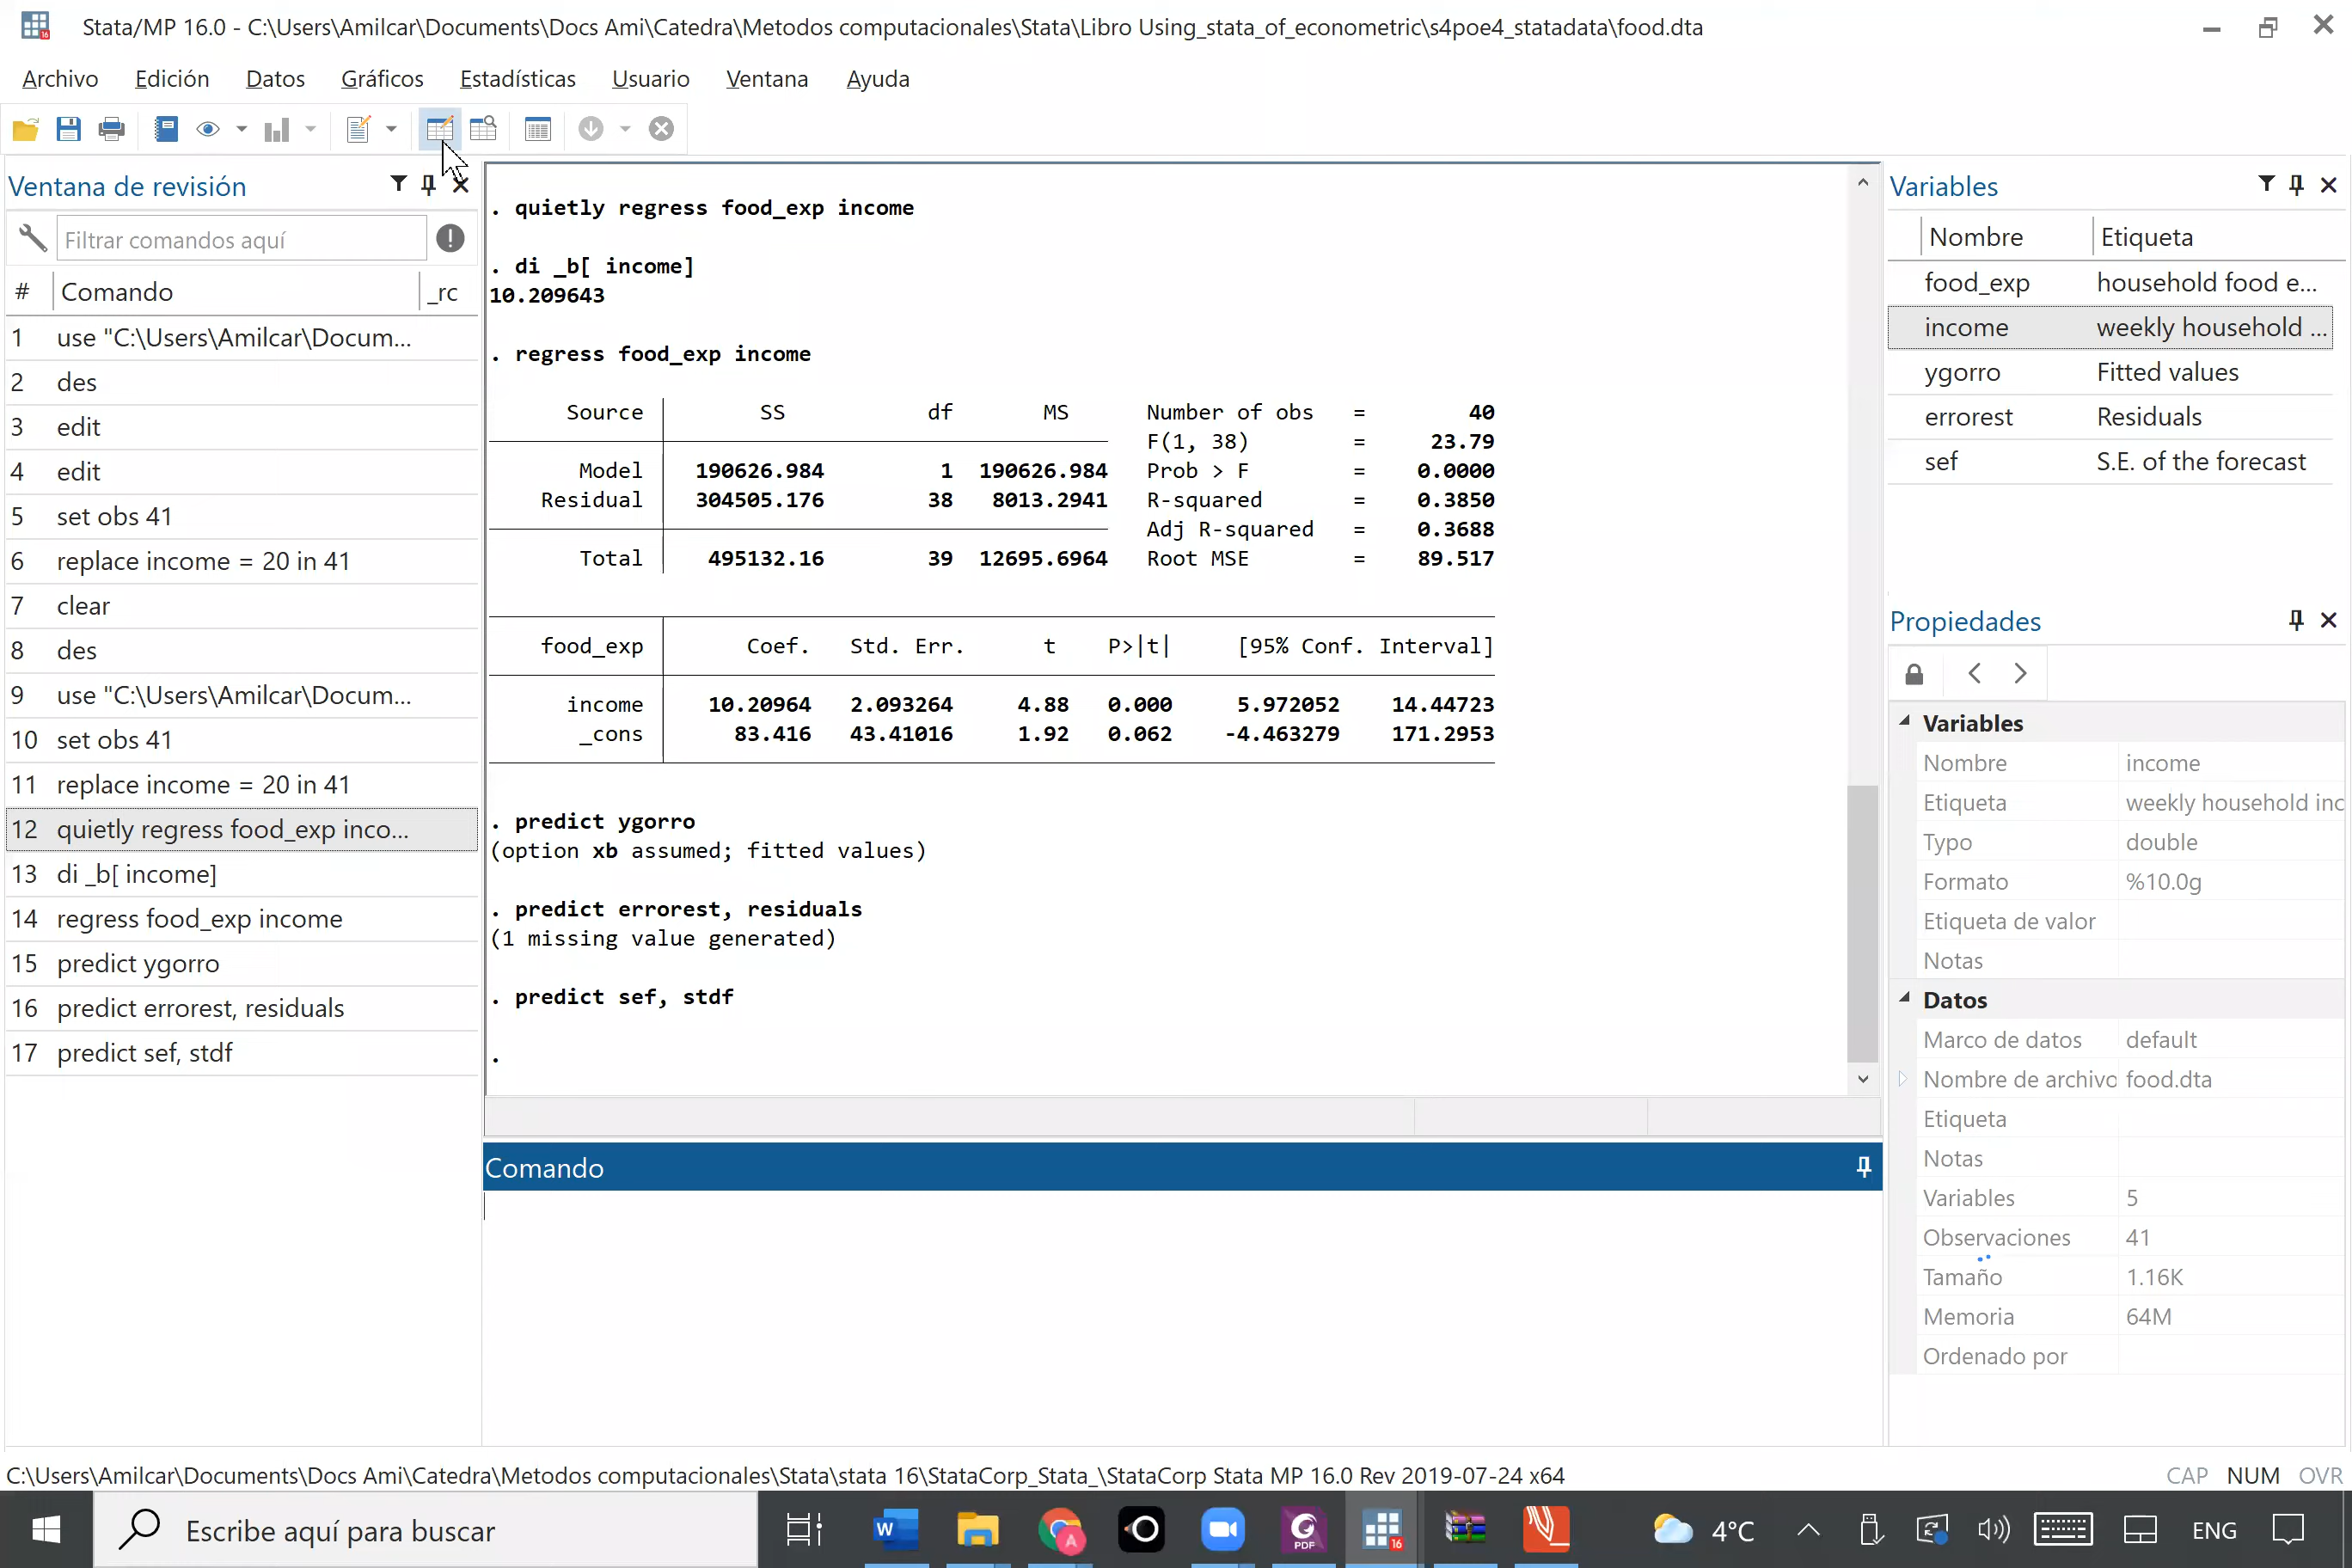 Stata/MP 16.0 - C:\Users\Amilcar\Documents\Docs Ami\Catedra\Metodos computacionales\Stata\Libro Using_stata_of_econometric\s4poe4_statadata\food.dta
Archivo Edición Datos Gráficos Estadísticas Usuario Ventana Ayuda
Ventana de revisión
Filtrar comandos aquí
# Comando _rc
1 use "C:\Users\Amilcar\Docum...
2 des
3 edit
4 edit
5 set obs 41
6 replace income = 20 in 41
7 clear
8 des
9 use "C:\Users\Amilcar\Docum...
10 set obs 41
11 replace income = 20 in 41
12 quietly regress food_exp inco...
13 di _b[ income]
14 regress food_exp income
15 predict ygorro
16 predict errorest, residuals
17 predict sef, stdf
. quietly regress food_exp income
. di _b[ income]
10.209643
. regress food_exp income
Source SS df MS Number of obs = 40
F(1, 38) = 23.79
Model 190626.984 1 190626.984 Prob > F = 0.0000
Residual 304505.176 38 8013.2941 R-squared = 0.3850
Adj R-squared = 0.3688
Total 495132.16 39 12695.6964 Root MSE = 89.517
food_exp Coef. Std. Err. t P>|t| [95% Conf. Interval]
income 10.20964 2.093264 4.88 0.000 5.972052 14.44723
_cons 83.416 43.41016 1.92 0.062 -4.463279 171.2953
. predict ygorro
(option xb assumed; fitted values)
. predict errorest, residuals
(1 missing value generated)
. predict sef, stdf
.
Comando
Variables
Nombre Etiqueta
food_exp household food e...
income weekly household ...
ygorro Fitted values
errorest Residuals
sef S.E. of the forecast
Propiedades
Variables
Nombre income
Etiqueta weekly household inc
Typo double
Formato %10.0g
Etiqueta de valor
Notas
Datos
Marco de datos default
Nombre de archivo food.dta
Etiqueta
Notas
Variables 5
Observaciones 41
Tamaño 1.16K
Memoria 64M
Ordenado por
C:\Users\Amilcar\Documents\Docs Ami\Catedra\Metodos computacionales\Stata\stata 16\StataCorp_Stata_\StataCorp Stata MP 16.0 Rev 2019-07-24 x64
CAP NUM OVR
Escribe aquí para buscar
W
A
PDF
16
4°C
ENG